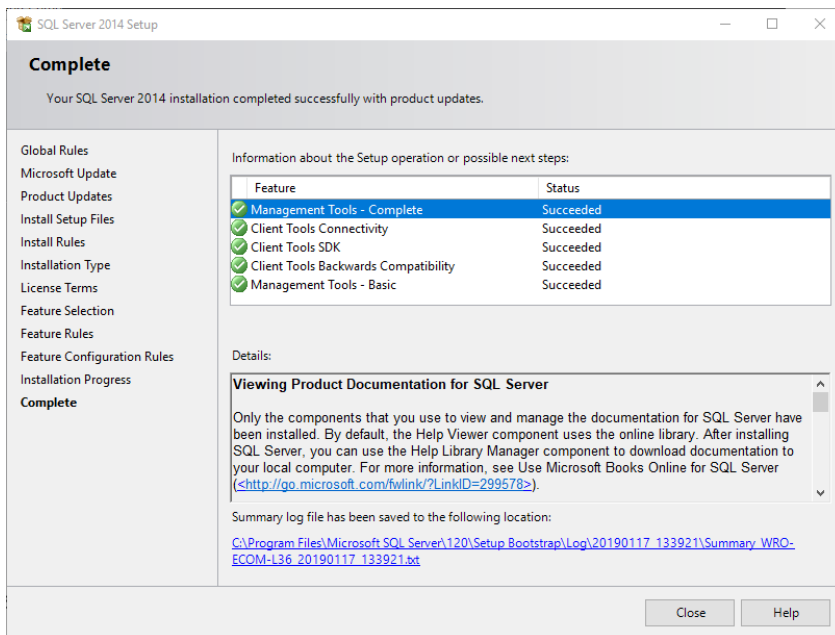 SQL Server 2014 Setup
Complete
Your SQL Server 2014 installation completed successfully with product updates.
Global Rules
Microsoft Update
Product Updates
Install Setup Files
Install Rules
Installation Type
License Terms
Feature Selection
Feature Rules
Feature Configuration Rules
Installation Progress
Complete
Information about the Setup operation or possible next steps:
Feature Status
Management Tools - Complete Succeeded
Client Tools Connectivity Succeeded
Client Tools SDK Succeeded
Client Tools Backwards Compatibility Succeeded
Management Tools - Basic Succeeded
Details:
Viewing Product Documentation for SQL Server
Only the components that you use to view and manage the documentation for SQL Server have
been installed. By default, the Help Viewer component uses the online library. After installing
SQL Server, you can use the Help Library Manager component to download documentation to
your local computer. For more information, see Use Microsoft Books Online for SQL Server
(<http://go.microsoft.com/fwlink/?LinkID=299578>).
Summary log file has been saved to the following location:
C:\Program Files\Microsoft SQL Server\120\Setup Bootstrap\Log\20190117_133921\Summary_WRO-
ECOM-L36_20190117_133921.txt
Close Help